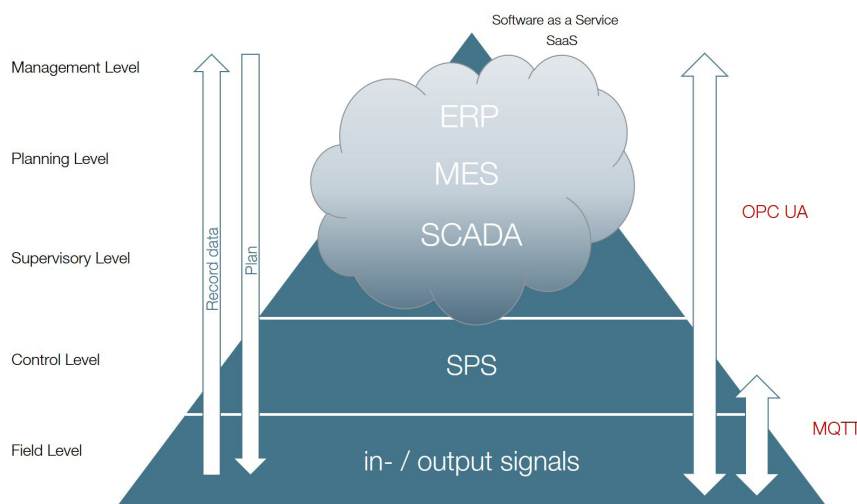 Software as a Service
SaaS
Management Level
Planning Level
Supervisory Level
Control Level
Field Level
Record data
Plan
ERP
MES
SCADA
SPS
in- / output signals
OPC UA
MQTT